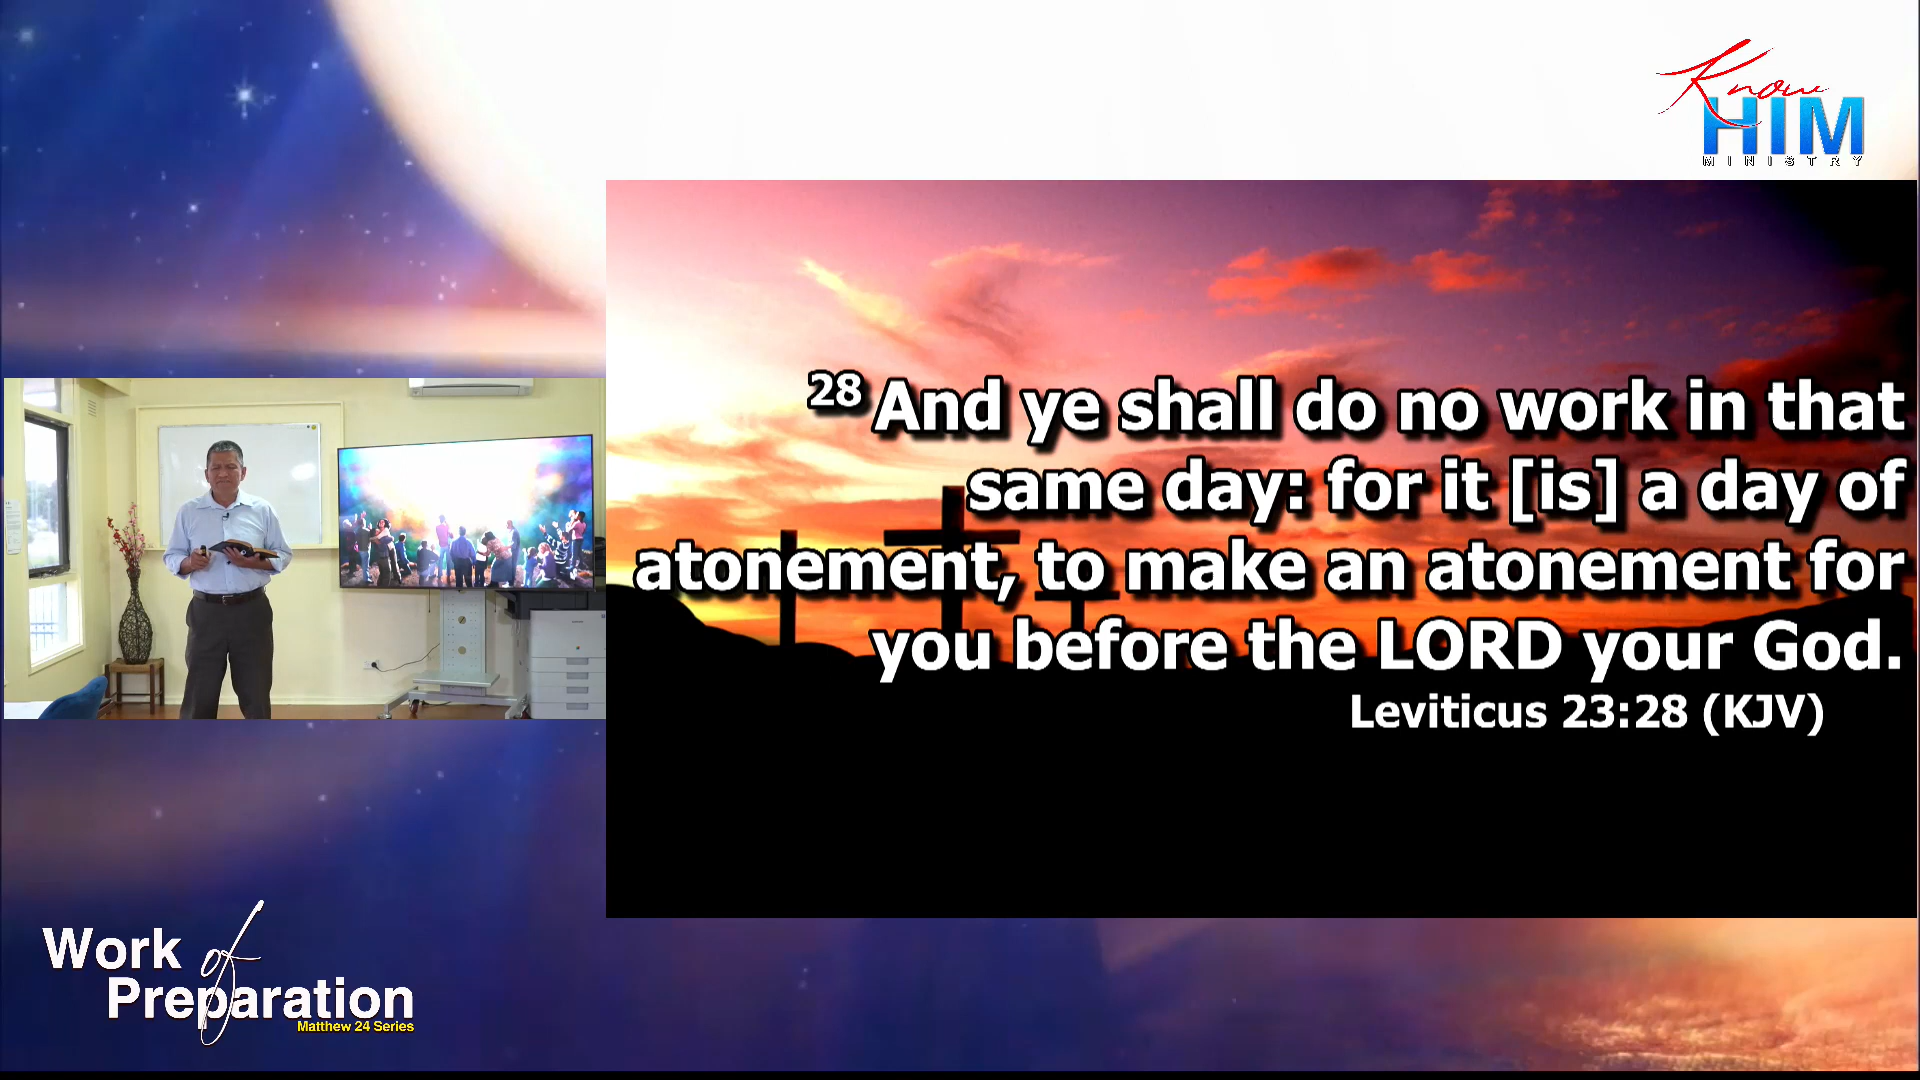 Know
HIM
MINISTRY
28 And ye shall do no work in that
same day: for it [is] a day of
atonement, to make an atonement for
you before the LORD your God.
Leviticus 23:28 (KJV)
Work of
Preparation
Matthew 24 Series